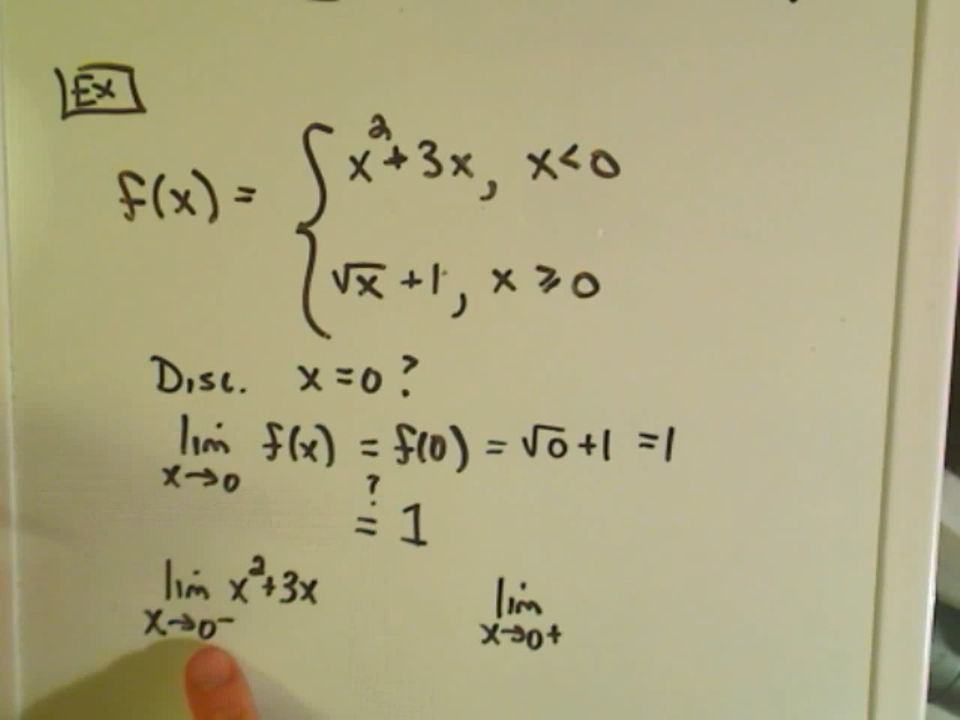 Ex
f(x) = { x²+3x, x<0
√x +1, x ≥ 0
Disc. x=0?
lim x→0 f(x) = f(0) = √0 +1 =1
?
= 1
lim x→0⁻ x²+3x lim x→0+